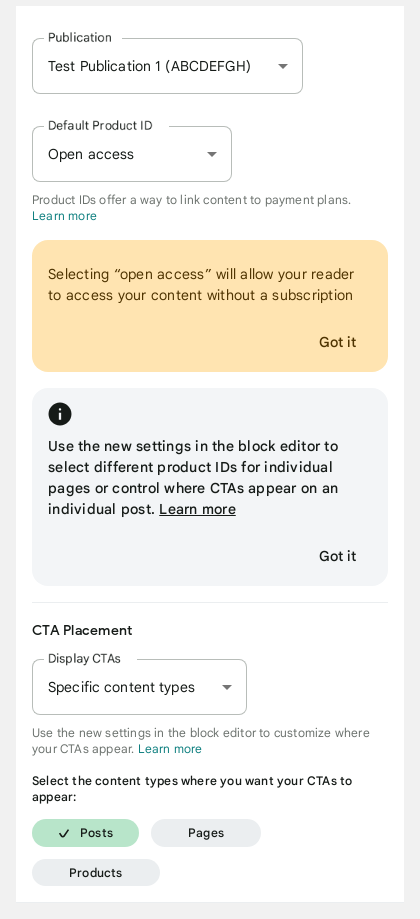 Publication
Test Publication 1 (ABCDEFGH)
Default Product ID
Open access
Product IDs offer a way to link content to payment plans.
Learn more
Selecting “open access” will allow your reader
to access your content without a subscription
Got it
Use the new settings in the block editor to
select different product IDs for individual
pages or control where CTAs appear on an
individual post. Learn more
Got it
CTA Placement
Display CTAs
Specific content types
Use the new settings in the block editor to customize where
your CTAs appear. Learn more
Select the content types where you want your CTAs to
appear:
Posts
Pages
Products